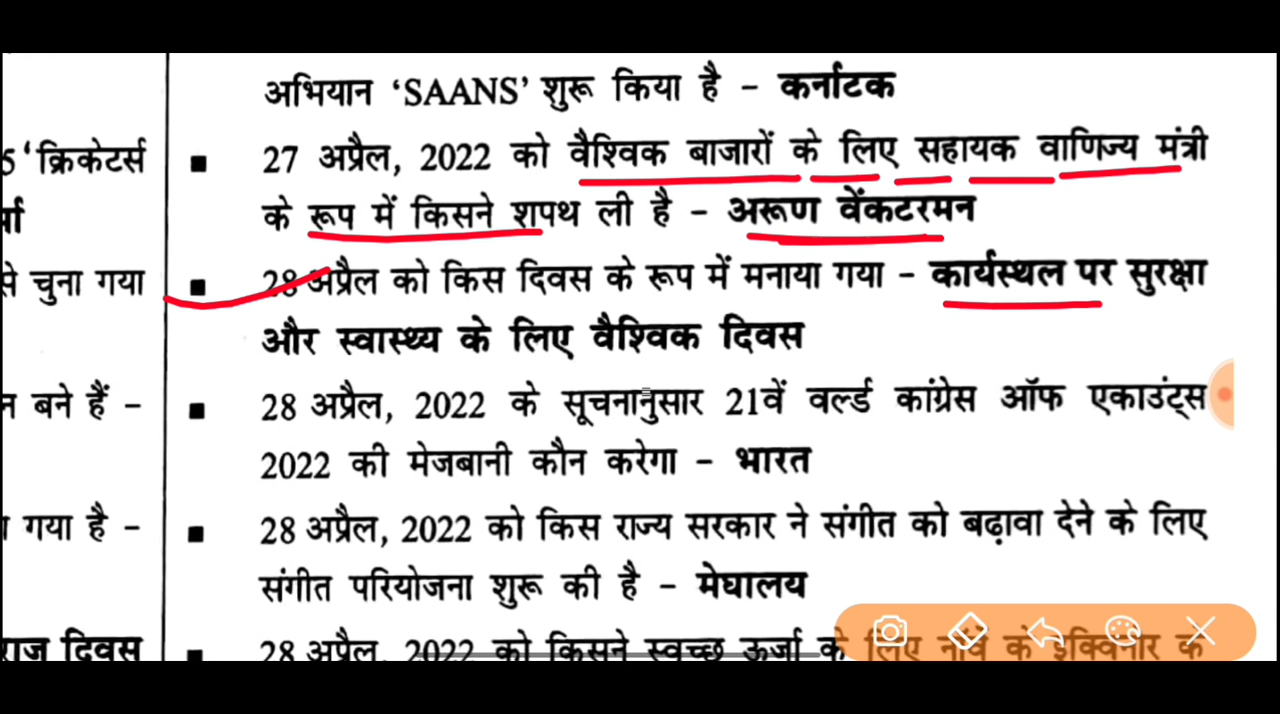 5 'क्रिकेटर्स
र्मा
से चुना गया
न बने हैं –
गया है –
राज दिवस
अभियान 'SAANS' शुरू किया है – कर्नाटक
■ 27 अप्रैल, 2022 को वैश्विक बाजारों के लिए सहायक वाणिज्य मंत्री
के रूप में किसने शपथ ली है – अरूण वेंकटरमन
■ 28 अप्रैल को किस दिवस के रूप में मनाया गया – कार्यस्थल पर सुरक्षा
और स्वास्थ्य के लिए वैश्विक दिवस
■ 28 अप्रैल, 2022 के सूचनानुसार 21वें वर्ल्ड कांग्रेस ऑफ एकाउंट्स
2022 की मेजबानी कौन करेगा – भारत
■ 28 अप्रैल, 2022 को किस राज्य सरकार ने संगीत को बढ़ावा देने के लिए
संगीत परियोजना शुरू की है – मेघालय
■ 28 अप्रैल, 2022 को किसने स्वच्छ ऊर्जा के लिए नॉर्वे के इक्विनोर के